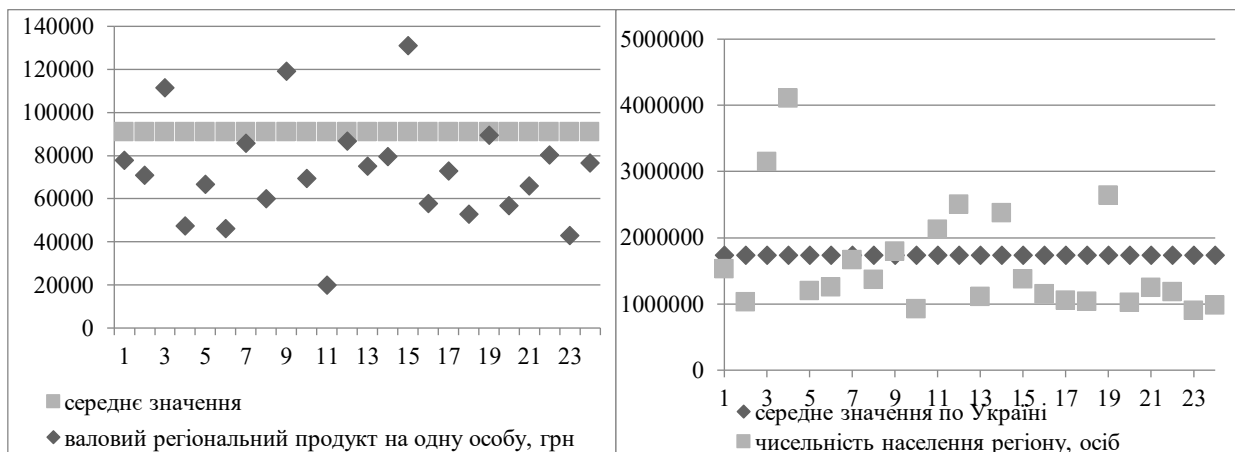 140000
120000
100000
80000
60000
40000
20000
0
1 3 5 7 9 11 13 15 17 19 21 23
середнє значення
валовий регіональний продукт на одну особу, грн
5000000
4000000
3000000
2000000
1000000
0
1 3 5 7 9 11 13 15 17 19 21 23
середне значення по Україні
чисельність населення регіону, осіб